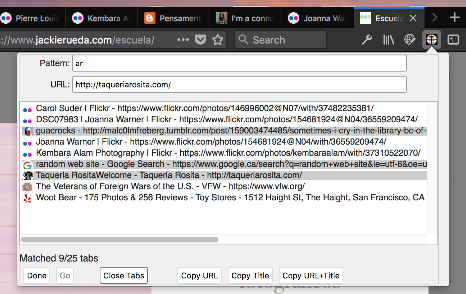 Pierre Louis
Kembara Am
Pensament
I'm a conno
Joanna War
Escuela
://www.jackierueda.com/escuela/
Search
Pattern: ar
URL: http://taqueriarosita.com/
Carol Suder | Flickr - https://www.flickr.com/photos/146996002@N07/with/37482235381/
DSC07983 | Joanna Warner | Flickr - https://www.flickr.com/photos/154681924@N04/36559209474/
guacrocks - http://malc0lmfreberg.tumblr.com/post/159003474485/sometimes-i-cry-in-the-library-bc-of-
Joanna Warner | Flickr - https://www.flickr.com/photos/154681924@N04/with/36559209474/
Kembara Alam Photography | Flickr - https://www.flickr.com/photos/kembaraalam/with/37310522070/
random web site - Google Search - https://www.google.ca/search?q=random+web+site&ie=utf-8&oe=u
Taqueria RositaWelcome - Taqueria Rosita - http://taqueriarosita.com/
The Veterans of Foreign Wars of the U.S. - VFW - https://www.vfw.org/
Woot Bear - 175 Photos & 256 Reviews - Toy Stores - 1512 Haight St, The Haight, San Francisco, CA
Matched 9/25 tabs
Done Go Close Tabs Copy URL Copy Title Copy URL+Title